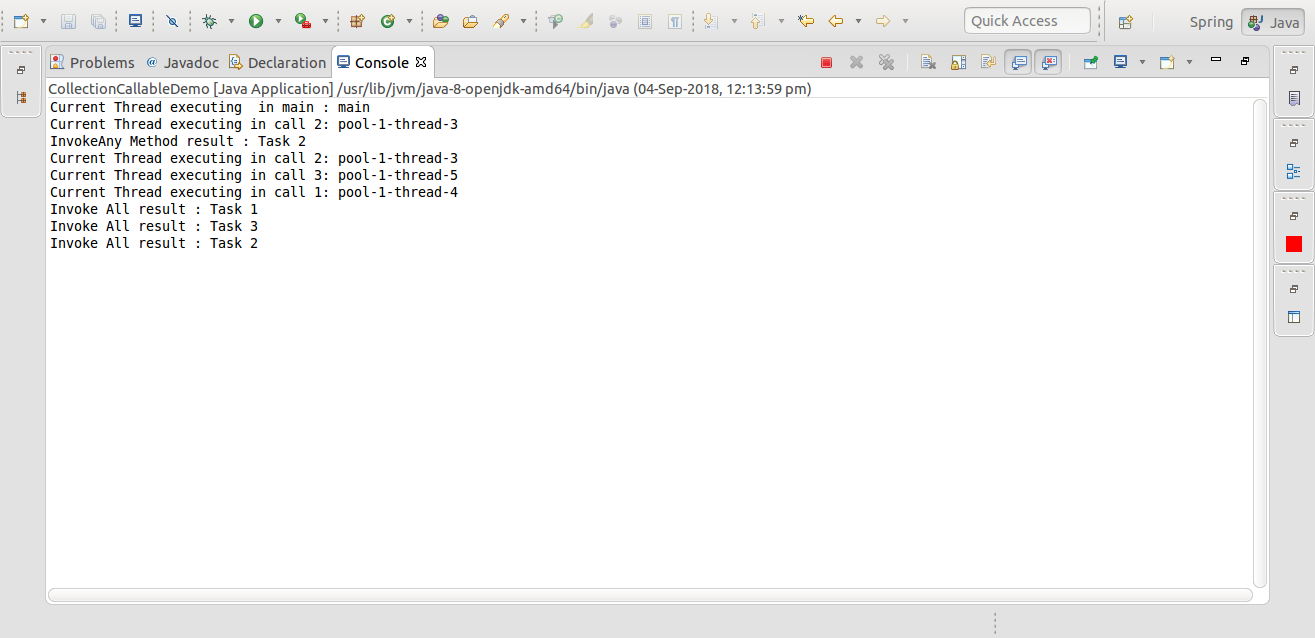 Quick Access
Spring
Java
Problems
@ Javadoc
Declaration
Console
CollectionCallableDemo [Java Application] /usr/lib/jvm/java-8-openjdk-amd64/bin/java (04-Sep-2018, 12:13:59 pm)
Current Thread executing  in main : main
Current Thread executing in call 2: pool-1-thread-3
InvokeAny Method result : Task 2
Current Thread executing in call 2: pool-1-thread-3
Current Thread executing in call 3: pool-1-thread-5
Current Thread executing in call 1: pool-1-thread-4
Invoke All result : Task 1
Invoke All result : Task 3
Invoke All result : Task 2